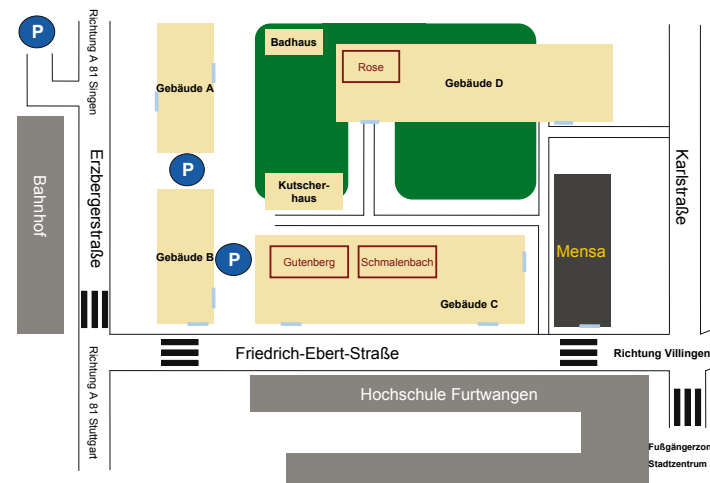 Richtung A 81 Singen
P
Badhaus
Rose
Gebäude A
Gebäude D
P
Bahnhof
Erzbergerstraße
Karlstraße
Kutscher-
haus
Gebäude B
P
Gutenberg
Schmalenbach
Mensa
Gebäude C
Friedrich-Ebert-Straße
Richtung Villingen
Richtung A 81 Stuttgart
Hochschule Furtwangen
Fußgängerzon
Stadtzentrum